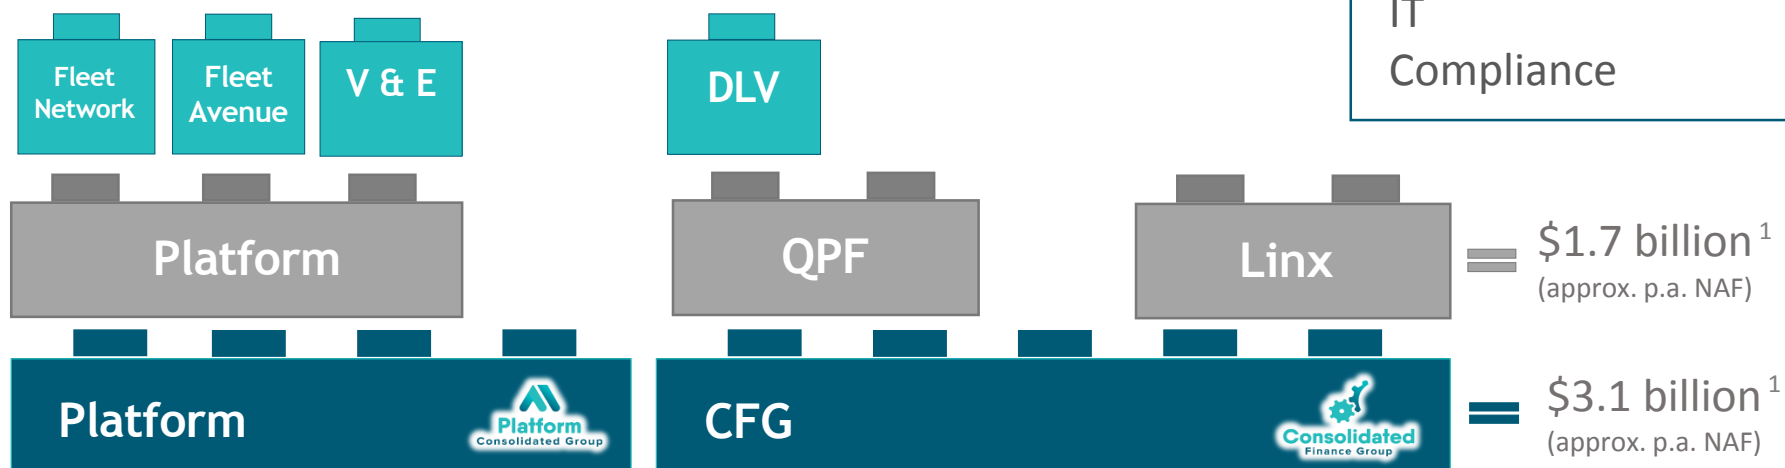 IT
Compliance
Fleet
Network
Fleet
Avenue
V & E
DLV
Platform
QPF
Linx
= $1.7 billion 1
(approx. p.a. NAF)
Platform
Platform
Consolidated Group
CFG
Consolidated
Finance Group
= $3.1 billion 1
(approx. p.a. NAF)